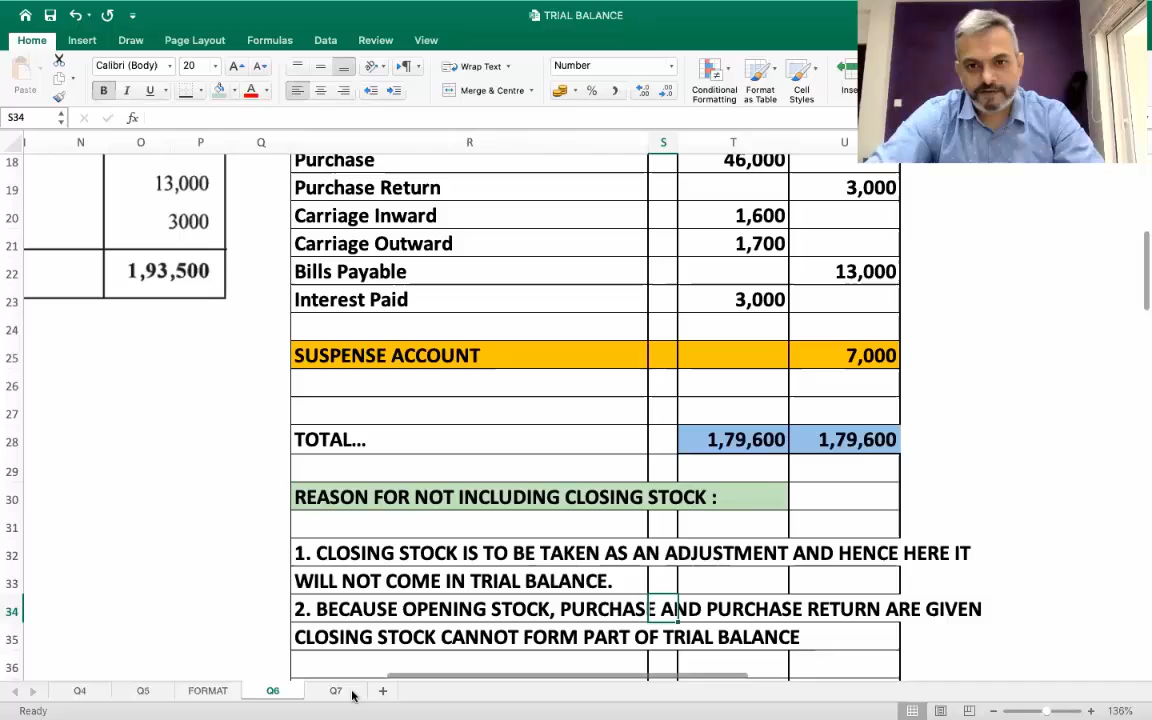 TRIAL BALANCE
Home Insert Draw Page Layout Formulas Data Review View
Paste
Calibri (Body) 20 A A
B I U A
Wrap Text
Merge & Centre
Number
%
Conditional Formatting
Format as Table
Cell Styles
Inse
S34 fx
N O P Q R S T U
18 Purchase 46,000
19 13,000 Purchase Return 3,000
20 3000 Carriage Inward 1,600
21 Carriage Outward 1,700
22 1,93,500 Bills Payable 13,000
23 Interest Paid 3,000
24
25 SUSPENSE ACCOUNT 7,000
26
27
28 TOTAL... 1,79,600 1,79,600
29
30 REASON FOR NOT INCLUDING CLOSING STOCK :
31
32 1. CLOSING STOCK IS TO BE TAKEN AS AN ADJUSTMENT AND HENCE HERE IT
33 WILL NOT COME IN TRIAL BALANCE.
34 2. BECAUSE OPENING STOCK, PURCHASE AND PURCHASE RETURN ARE GIVEN
35 CLOSING STOCK CANNOT FORM PART OF TRIAL BALANCE
36
Q4 Q5 FORMAT Q6 Q7 +
Ready 136%